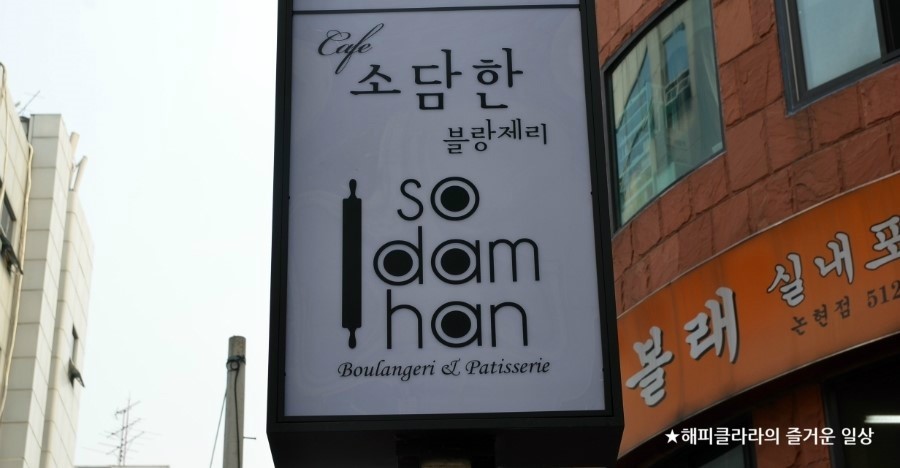 Cafe
소담한
블랑제리
so
dam
han
Boulangeri & Patisserie
볼래
실내포
논현점 512
★해피클라라의 즐거운 일상